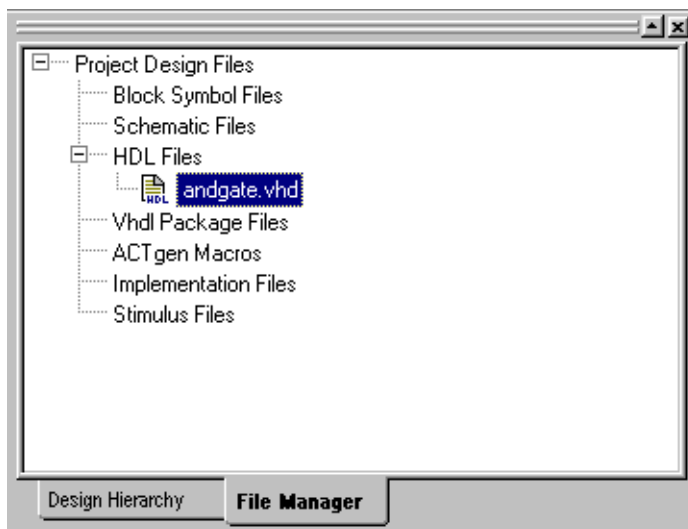 Project Design Files
Block Symbol Files
Schematic Files
HDL Files
HDL andgate.vhd
Vhdl Package Files
ACTgen Macros
Implementation Files
Stimulus Files
Design Hierarchy File Manager